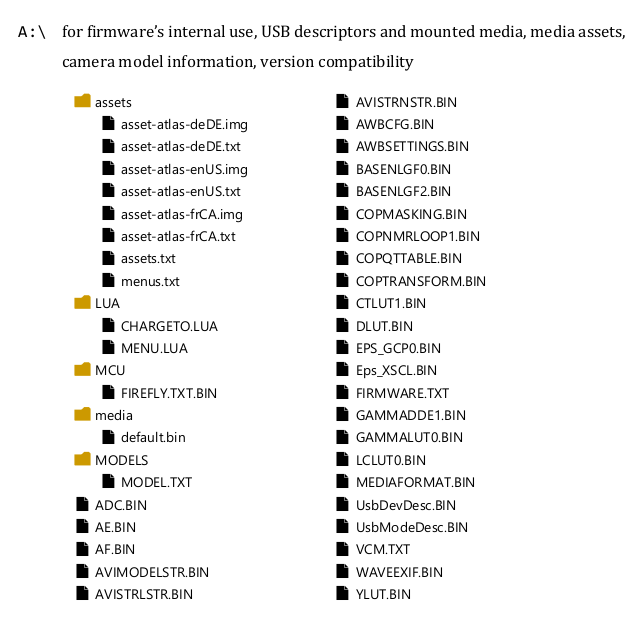 A:\ for firmware’s internal use, USB descriptors and mounted media, media assets,
camera model information, version compatibility
assets
asset-atlas-deDE.img
asset-atlas-deDE.txt
asset-atlas-enUS.img
asset-atlas-enUS.txt
asset-atlas-frCA.img
asset-atlas-frCA.txt
assets.txt
menus.txt
LUA
CHARGETO.LUA
MENU.LUA
MCU
FIREFLY.TXT.BIN
media
default.bin
MODELS
MODEL.TXT
ADC.BIN
AE.BIN
AF.BIN
AVIMODELSTR.BIN
AVISTRLSTR.BIN
AVISTRNSTR.BIN
AWBCFG.BIN
AWBSETTINGS.BIN
BASENLGF0.BIN
BASENLGF2.BIN
COPMASKING.BIN
COPNMRLOOP1.BIN
COPQTTABLE.BIN
COPTRANSFORM.BIN
CTLUT1.BIN
DLUT.BIN
EPS_GCP0.BIN
Eps_XSCL.BIN
FIRMWARE.TXT
GAMMADDE1.BIN
GAMMALUT0.BIN
LCLUT0.BIN
MEDIAFORMAT.BIN
UsbDevDesc.BIN
UsbModeDesc.BIN
VCM.TXT
WAVEEXIF.BIN
YLUT.BIN